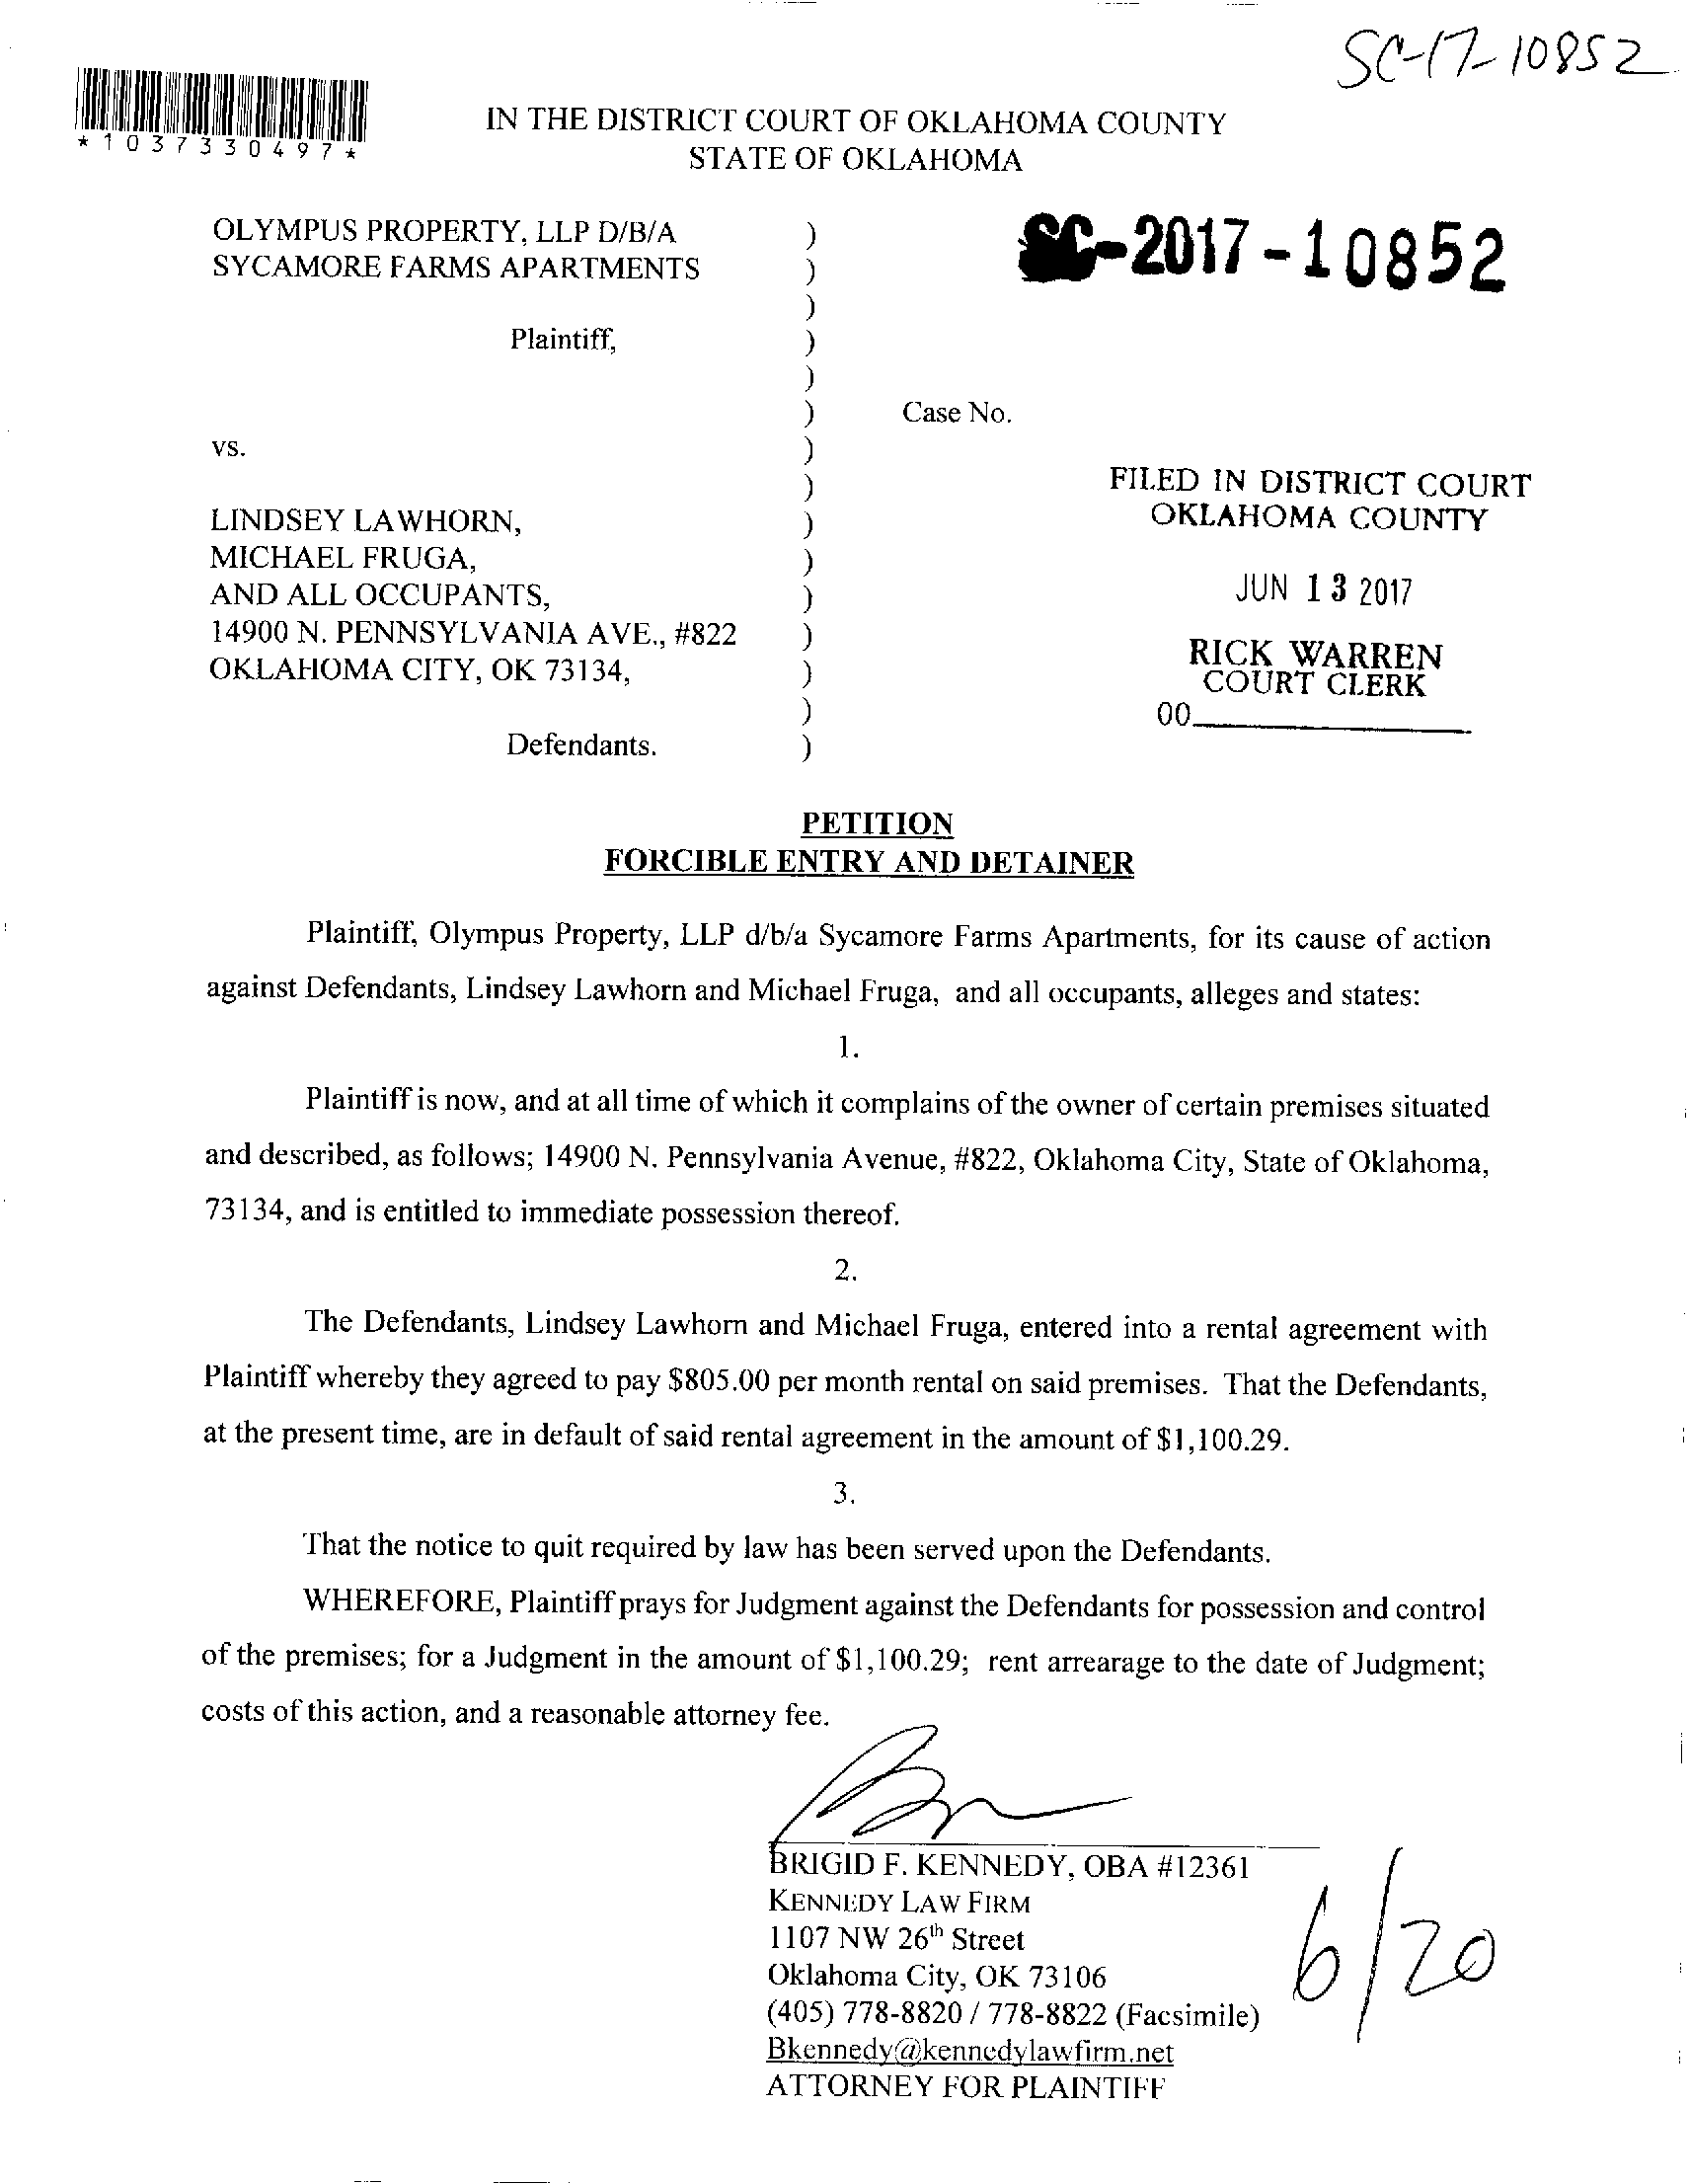 SC-17-10852
*1037330497*
IN THE DISTRICT COURT OF OKLAHOMA COUNTY
STATE OF OKLAHOMA
OLYMPUS PROPERTY, LLP D/B/A )
SYCAMORE FARMS APARTMENTS )
SC-2017-10852
)
Plaintiff, )
)
) Case No.
vs. )
)
FILED IN DISTRICT COURT
OKLAHOMA COUNTY
JUN 13 2017
RICK WARREN
COURT CLERK
00
LINDSEY LAWHORN, )
MICHAEL FRUGA, )
AND ALL OCCUPANTS, )
14900 N. PENNSYLVANIA AVE., #822 )
OKLAHOMA CITY, OK 73134, )
)
Defendants. )
PETITION
FORCIBLE ENTRY AND DETAINER
Plaintiff, Olympus Property, LLP d/b/a Sycamore Farms Apartments, for its cause of action
against Defendants, Lindsey Lawhorn and Michael Fruga, and all occupants, alleges and states:
1.
Plaintiff is now, and at all time of which it complains of the owner of certain premises situated
and described, as follows; 14900 N. Pennsylvania Avenue, #822, Oklahoma City, State of Oklahoma,
73134, and is entitled to immediate possession thereof.
2.
The Defendants, Lindsey Lawhorn and Michael Fruga, entered into a rental agreement with
Plaintiff whereby they agreed to pay $805.00 per month rental on said premises. That the Defendants,
at the present time, are in default of said rental agreement in the amount of $1,100.29.
3.
That the notice to quit required by law has been served upon the Defendants.
WHEREFORE, Plaintiff prays for Judgment against the Defendants for possession and control
of the premises; for a Judgment in the amount of $1,100.29; rent arrearage to the date of Judgment;
costs of this action, and a reasonable attorney fee.
BRIGID F. KENNEDY, OBA #12361
KENNEDY LAW FIRM
1107 NW 26th Street
Oklahoma City, OK 73106
(405) 778-8820 / 778-8822 (Facsimile)
Bkennedy@kennedylawfirm.net
ATTORNEY FOR PLAINTIFF
6/20